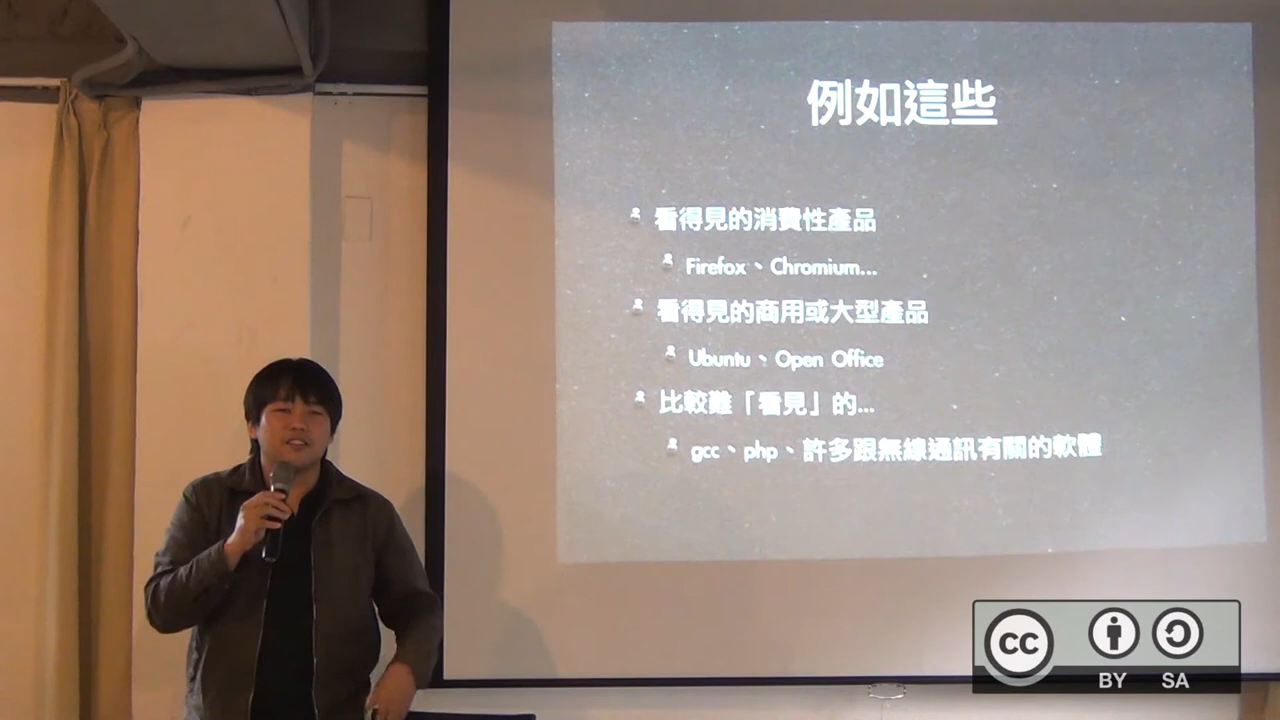 例如這些
看得見的消費性產品
Firefox、Chromium...
看得見的商用或大型產品
Ubuntu、Open Office
比較難「看見」的...
gcc、php、許多跟無線通訊有關的軟體
cc
BY SA